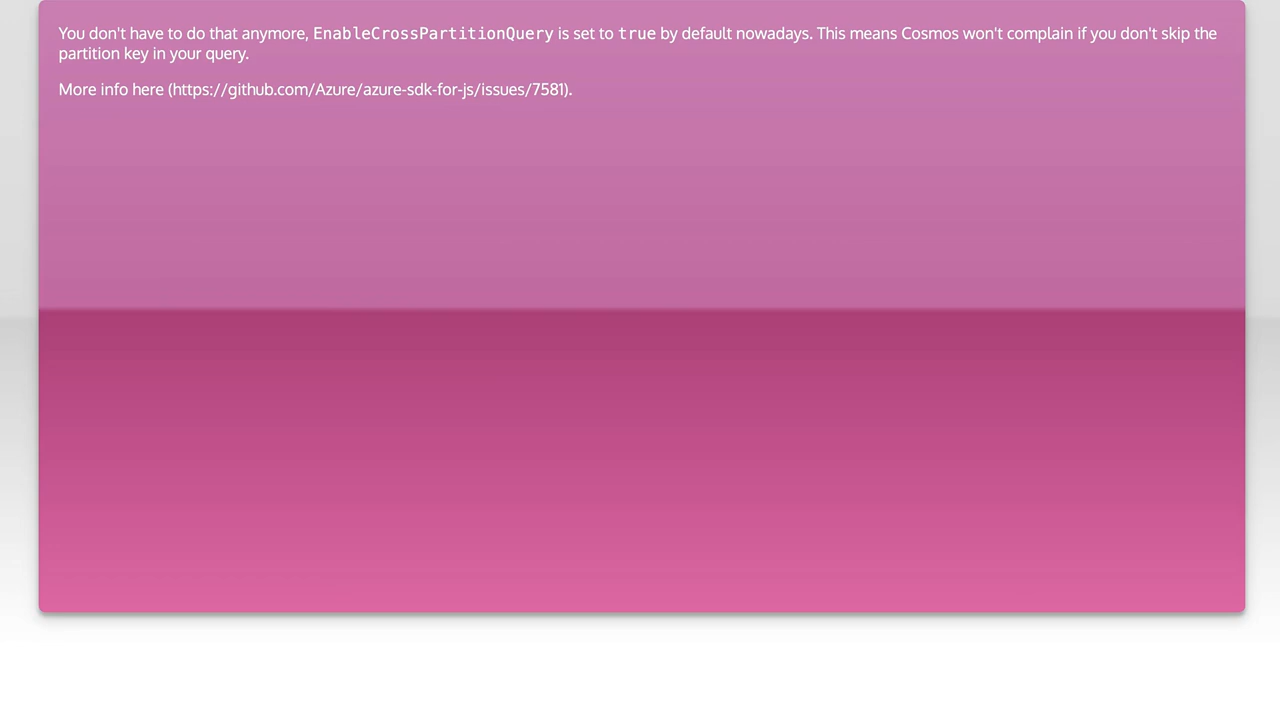 You don't have to do that anymore, EnableCrossPartitionQuery is set to true by default nowadays. This means Cosmos won't complain if you don't skip the
partition key in your query.
More info here (https://github.com/Azure/azure-sdk-for-js/issues/7581).